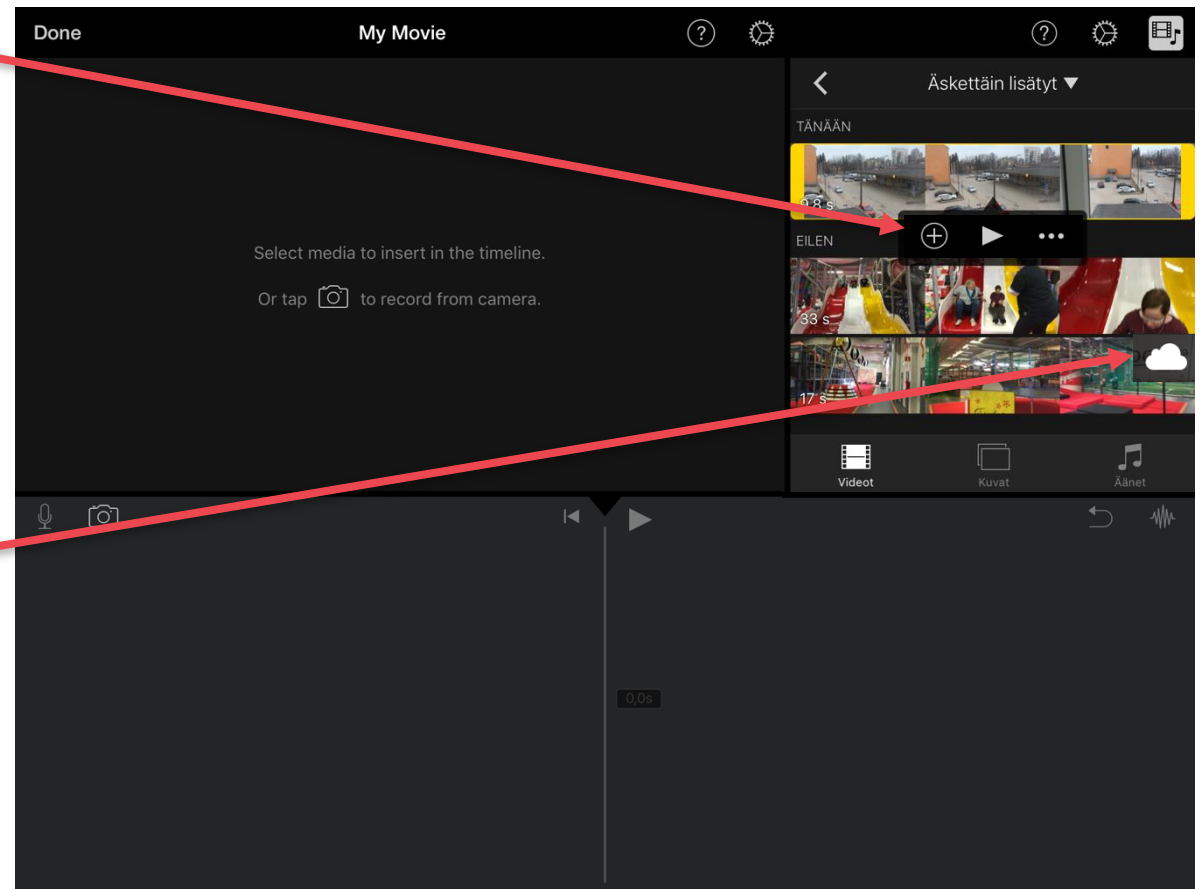 Done
My Movie
?
?
Äskettäin lisätyt ▼
TÄNÄÄN
9,8 s
Select media to insert in the timeline.
Or tap to record from camera.
EILEN
33 s
17 s
Videot
Kuvat
Äänet
0,0s